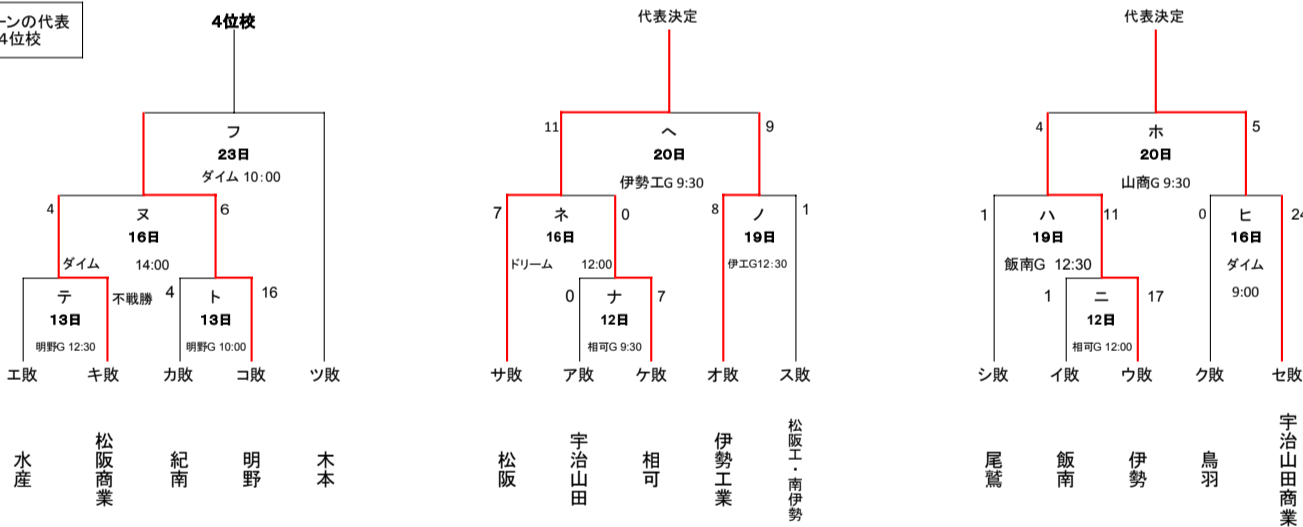 ーンの代表
4位校
4位校
フ
23日
ダイム 10:00
4
ヌ
6
16日
ダイム 14:00
テ
不戦勝
13日
明野G 12:30
4
ト
16
13日
明野G 10:00
エ敗
キ敗
カ敗
コ敗
ツ敗
水産
松阪商業
紀南
明野
木本
代表決定
11
ヘ
9
20日
伊勢工G 9:30
7
ネ
0
16日
ドリーム 12:00
8
ノ
1
19日
伊工G12:30
0
ナ
7
12日
相可G 9:30
サ敗
ア敗
ケ敗
オ敗
ス敗
松阪
宇治山田
相可
伊勢工業
松阪工・南伊勢
代表決定
4
ホ
5
20日
山商G 9:30
1
ハ
11
19日
飯南G 12:30
0
ヒ
24
16日
ダイム
9:00
1
ニ
17
12日
相可G 12:00
シ敗
イ敗
ウ敗
ク敗
セ敗
尾鷲
飯南
伊勢
鳥羽
宇治山田商業